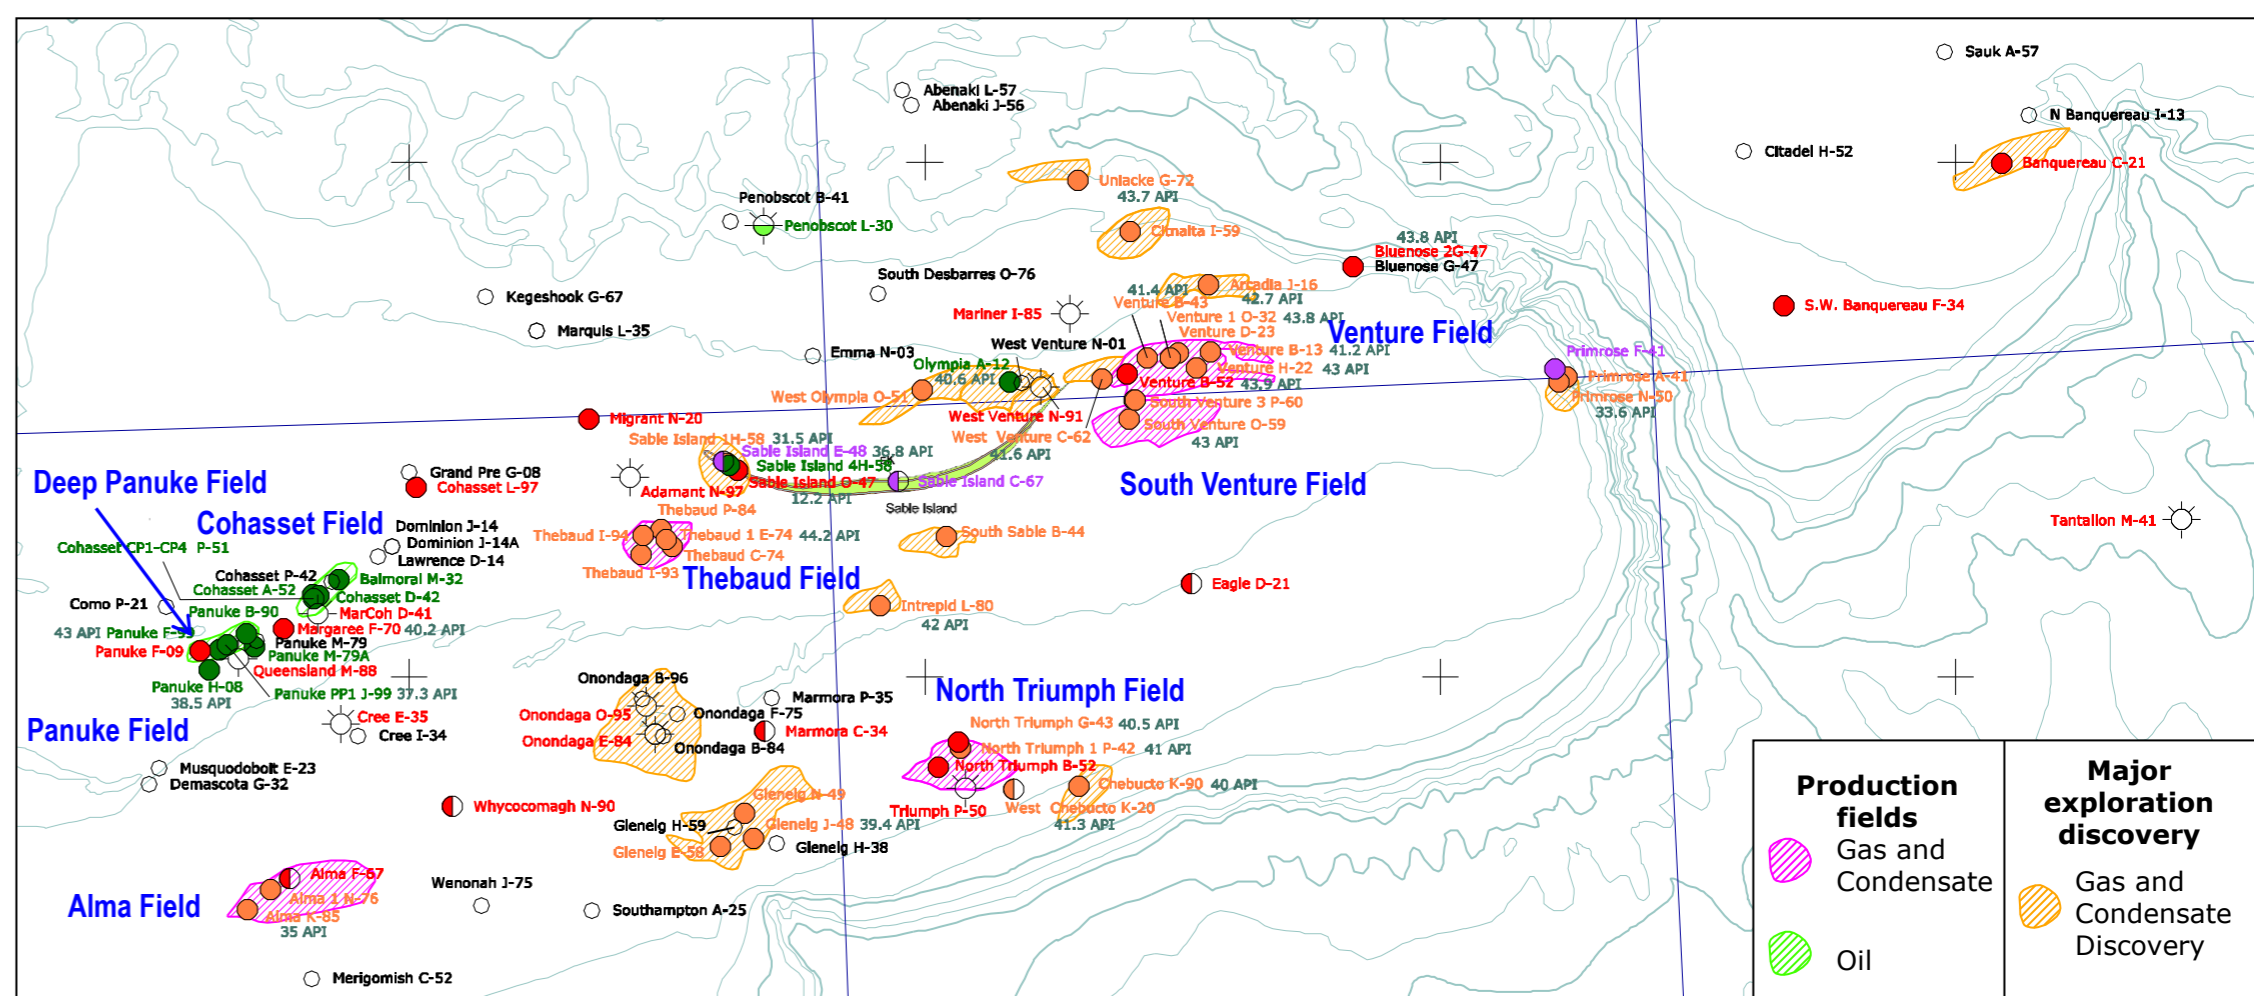 Sauk A-57
Abenaki L-57
Abenaki J-56
N Banquereau I-13
Citadel H-52
Banquereau C-21
Uniacke G-72
43.7 API
Penobscot B-41
Penobscot L-30
Citnalta I-59
43.8 API
Bluenose 2G-47
Bluenose G-47
South Desbarres O-76
Kegeshook G-67
Arcadia J-16
41.4 API
42.7 API
Venture B-43
S.W. Banquereau F-34
Mariner I-85
Venture 1 O-32 43.8 API
Marquis L-35
Venture D-23
Venture Field
West Venture N-01
Emma N-03
Venture B-13 41.2 API
Primrose F-41
Olympia A-12
40.6 API
Venture H-22 43 API
Primrose A-41
Venture B-52 43.9 API
West Olympia O-51
Primrose N-50
33.6 API
South Venture 3 P-60
Migrant N-20
West Venture N-91
South Venture O-59
43 API
West Venture C-62
Sable Island 1H-58 31.5 API
Sable Island E-48 36.8 API
41.6 API
Sable Island 4H-58
Grand Pre G-08
Cohasset L-97
Deep Panuke Field
Sable Island O-47
Sable Island C-67
South Venture Field
Adamant N-97
12.2 API
Sable Island
Thebaud P-84
Cohasset Field
Dominion J-14
Dominion J-14A
Lawrence D-14
Thebaud I-94
Thebaud 1 E-74 44.2 API
South Sable B-44
Tantallon M-41
Cohasset CP1-CP4 P-51
Thebaud C-74
Thebaud I-93
Thebaud Field
Cohasset P-42
Balmoral M-32
Cohasset A-52
Cohasset D-42
Eagle D-21
Como P-21
Panuke B-90
MarCoh D-41
Intrepid L-80
42 API
43 API Panuke F-99
Margaree F-70 40.2 API
Panuke F-09
Panuke M-79
Panuke M-79A
Queensland M-88
Panuke H-08
38.5 API
Panuke PP1 J-99 37.3 API
Onondaga B-96
Marmora P-35
North Triumph Field
Panuke Field
Cree E-35
Cree I-34
Onondaga O-95
Onondaga F-75
Onondaga E-84
Onondaga B-84
Marmora C-34
North Triumph G-43 40.5 API
North Triumph 1 P-42 41 API
North Triumph B-52
Musquodoboit E-23
Demascota G-32
Chebucto K-90 40 API
Triumph P-50
West Chebucto K-20
41.3 API
Whycocomagh N-90
Glenelg N-49
Glenelg H-59
Glenelg J-48 39.4 API
Glenelg E-58
Glenelg H-38
Alma F-67
Alma 1 N-76
Alma K-85
35 API
Alma Field
Wenonah J-75
Southampton A-25
Merigomish C-52
Production
fields
Gas and
Condensate
Oil
Major
exploration
discovery
Gas and
Condensate
Discovery